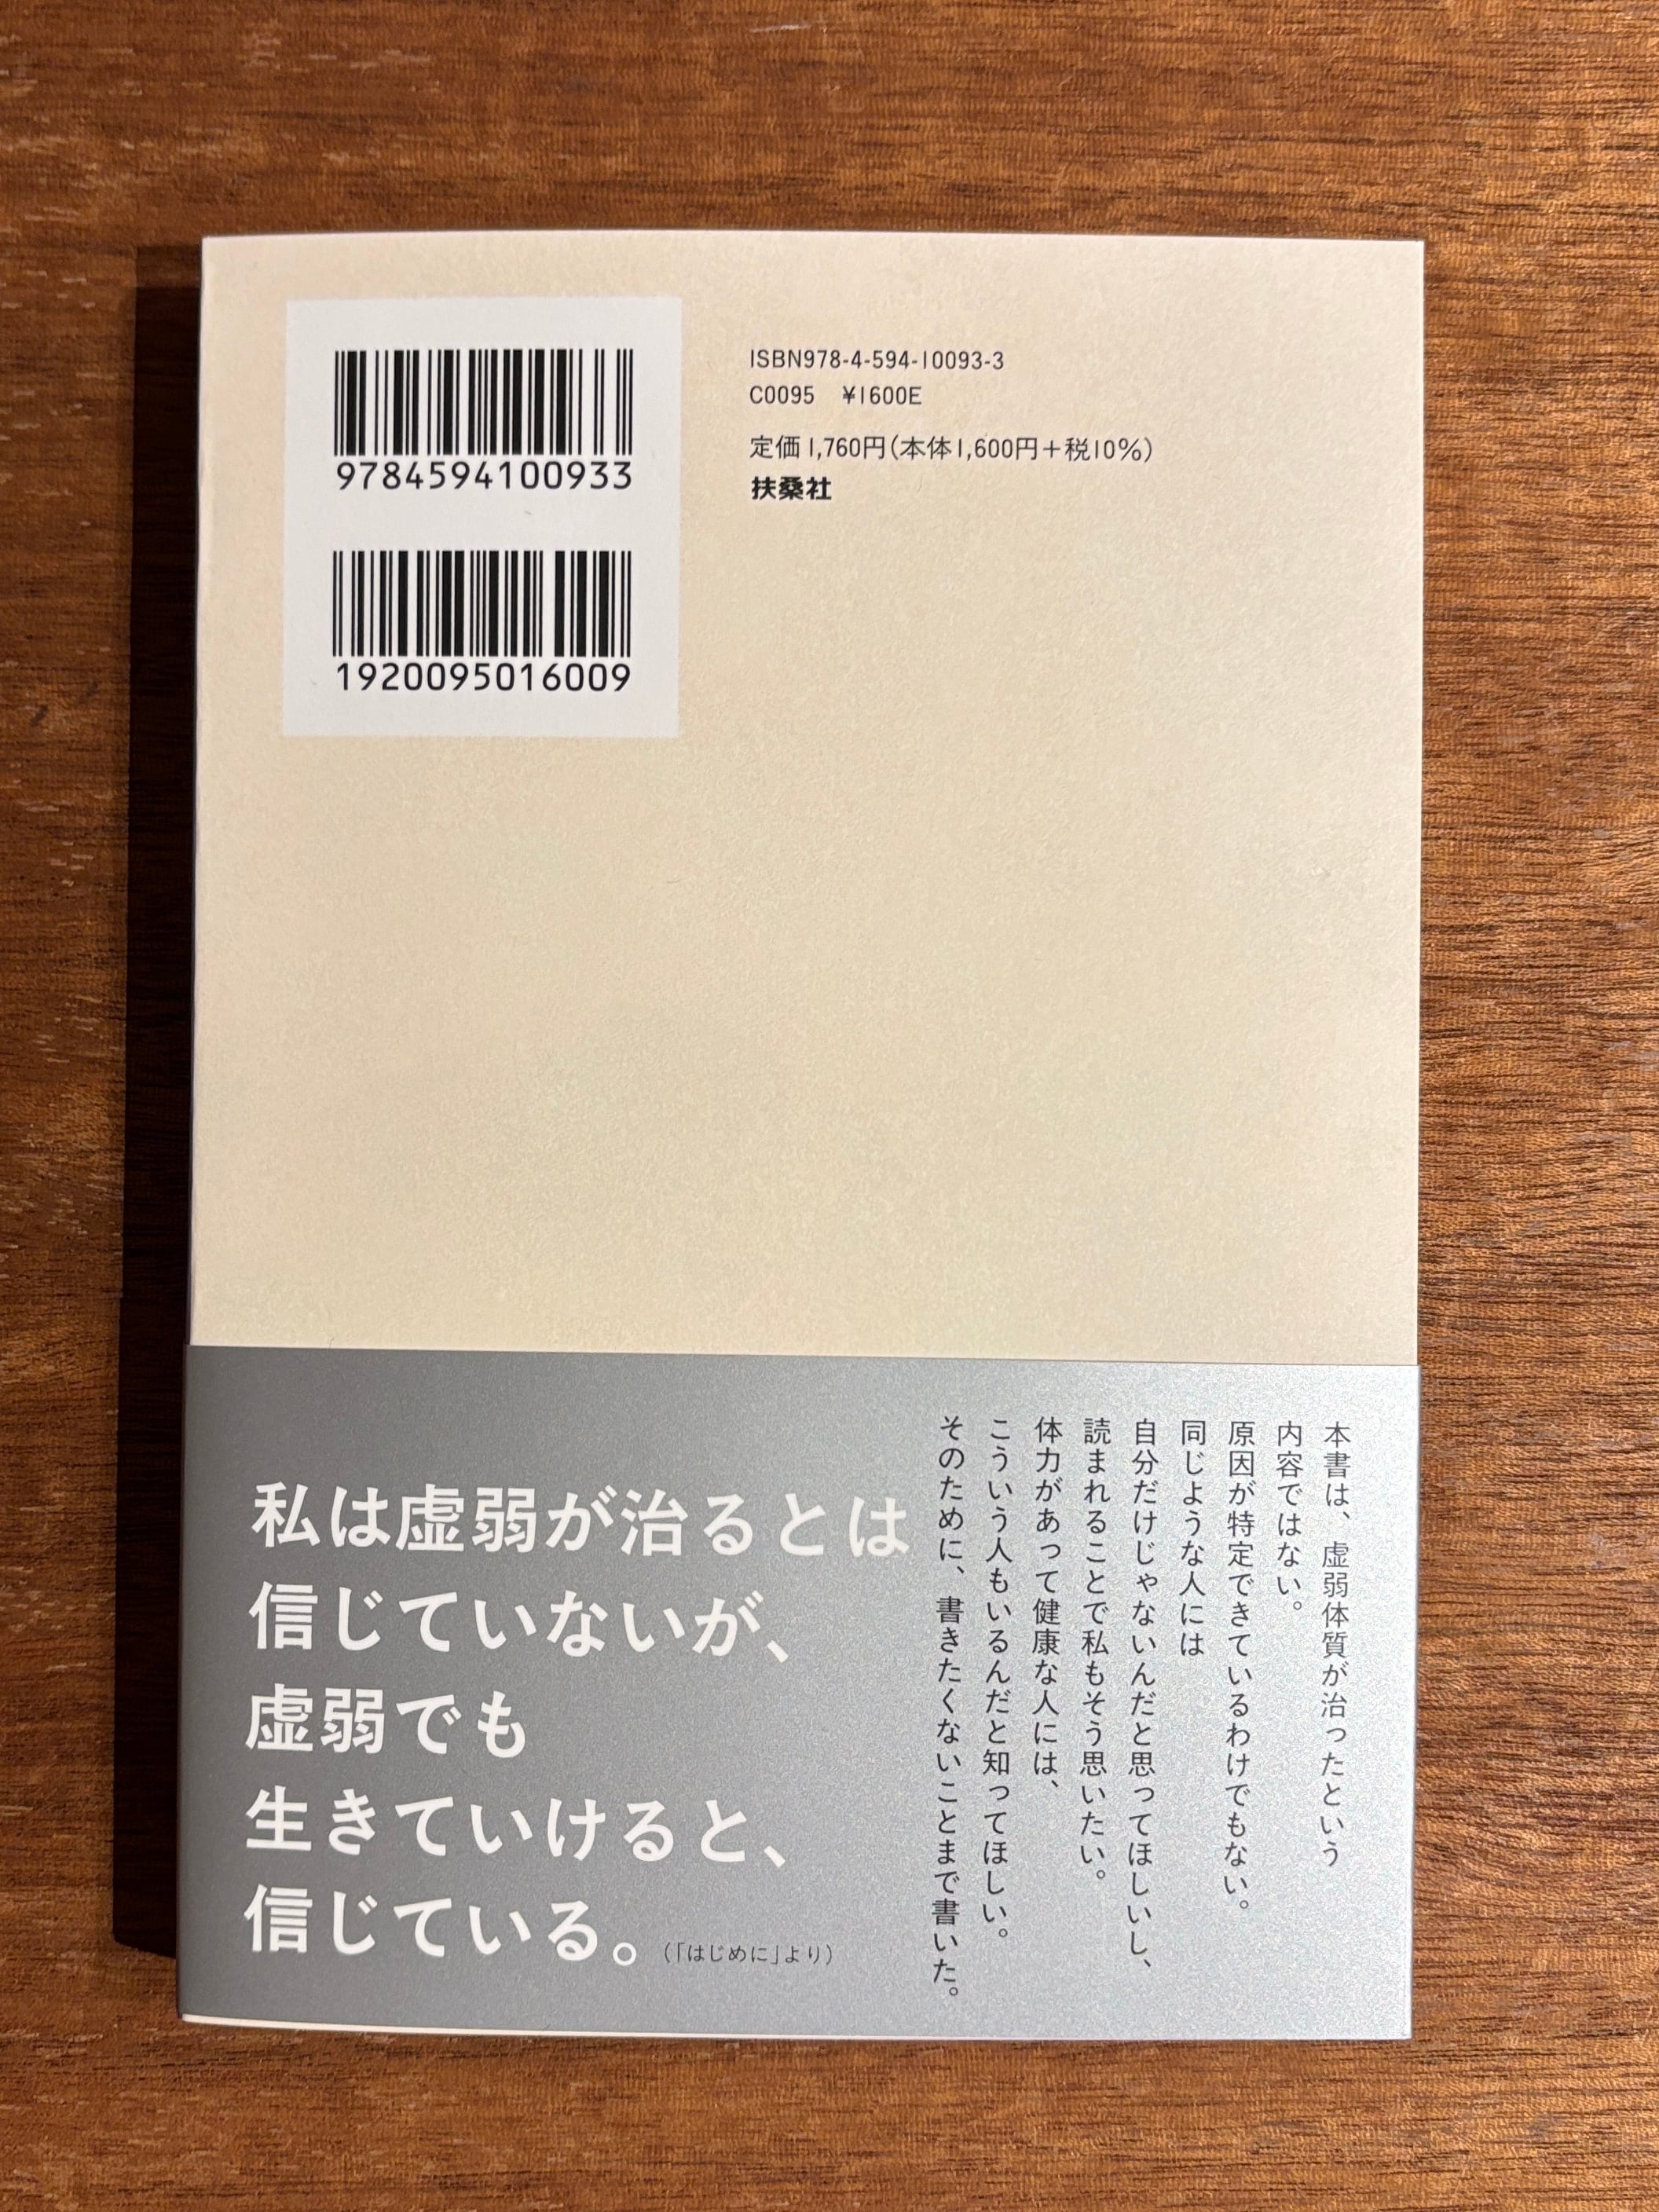 9784594100933
1920095016009
ISBN978-4-594-10093-3
C0095 ¥1600E
定価1,760円（本体1,600円＋税10％）
扶桑社
本書は、虚弱体質が治ったという
内容ではない。
原因が特定できているわけでもない。
同じような人には
自分だけじゃないんだと思ってほしいし、
読まれることで私もそう思いたい。
体力があって健康な人には、
こういう人もいるんだと知ってほしい。
そのために、書きたくないことまで書いた。
私は虚弱が治るとは
信じていないが、
虚弱でも
生きていけると、
信じている。（「はじめに」より）